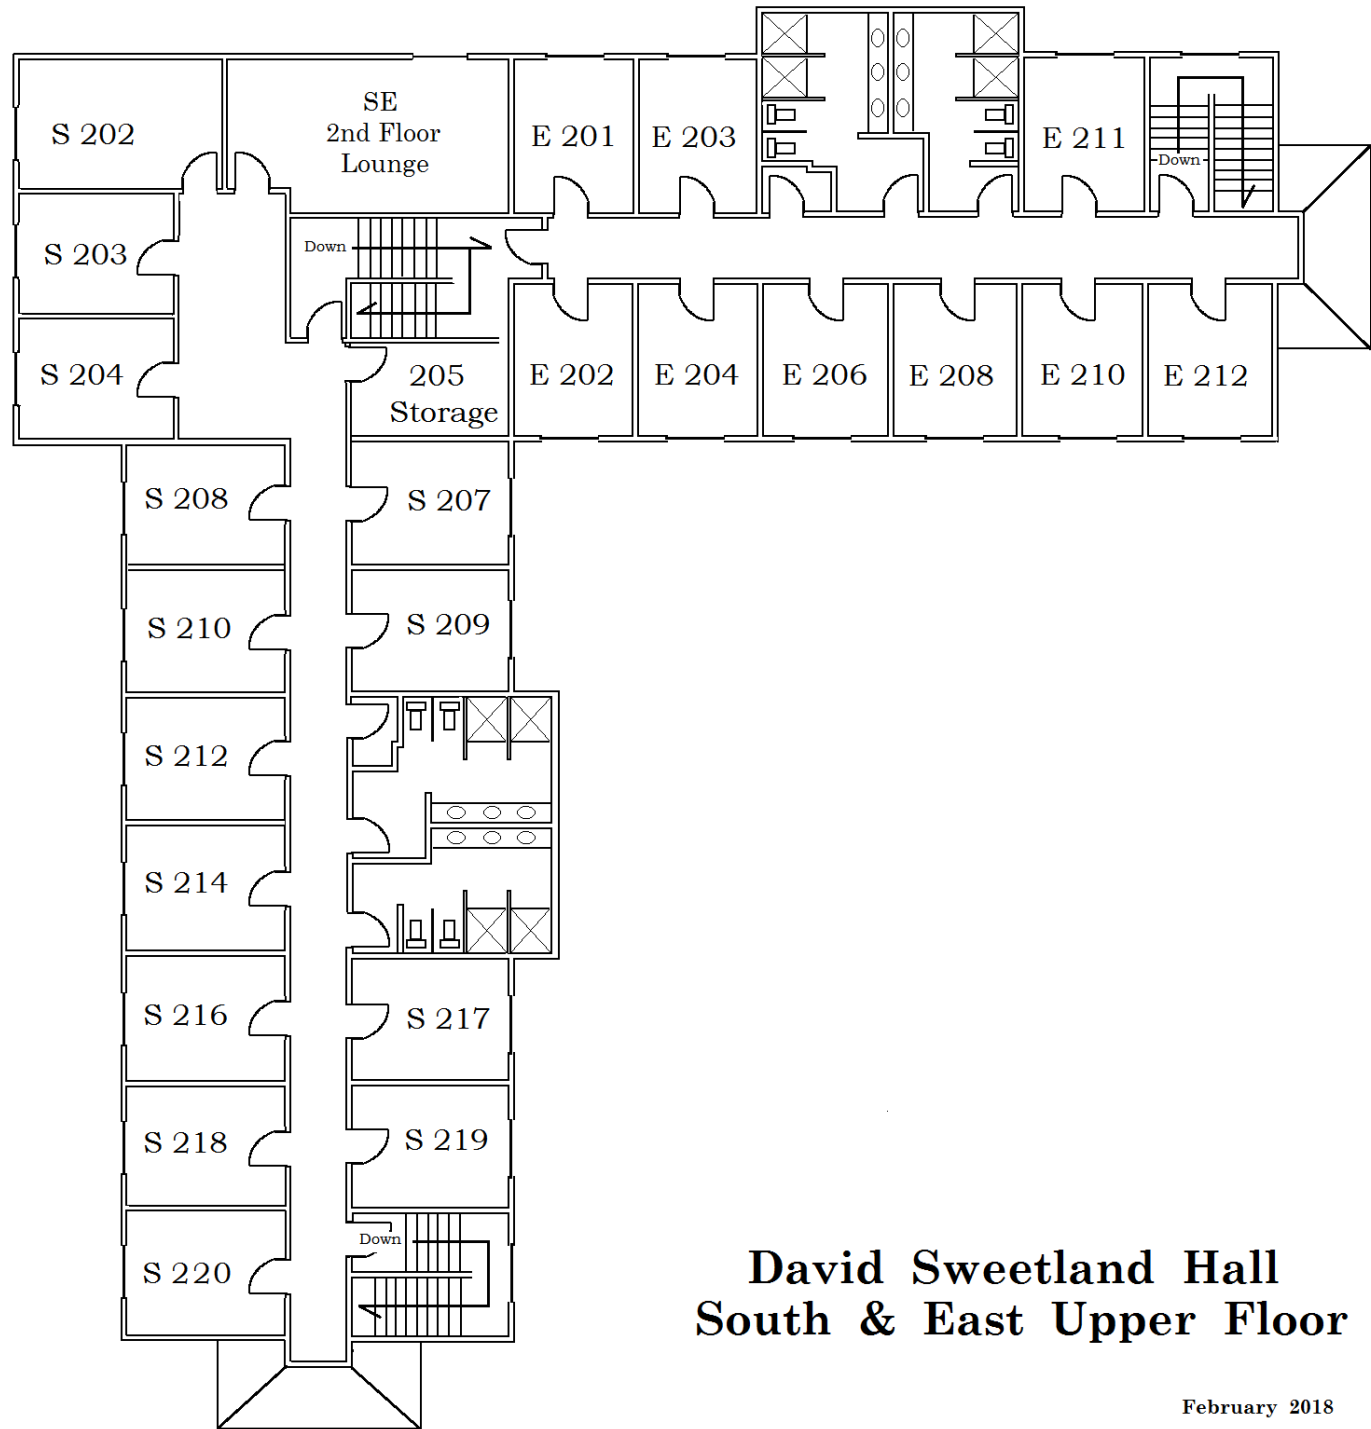 S 202
SE
2nd Floor
Lounge
E 201
E 203
E 211
Down
S 203
Down
S 204
205
Storage
E 202
E 204
E 206
E 208
E 210
E 212
S 208
S 207
S 210
S 209
S 212
S 214
S 216
S 217
S 218
S 219
Down
S 220
David Sweetland Hall
South & East Upper Floor
February 2018